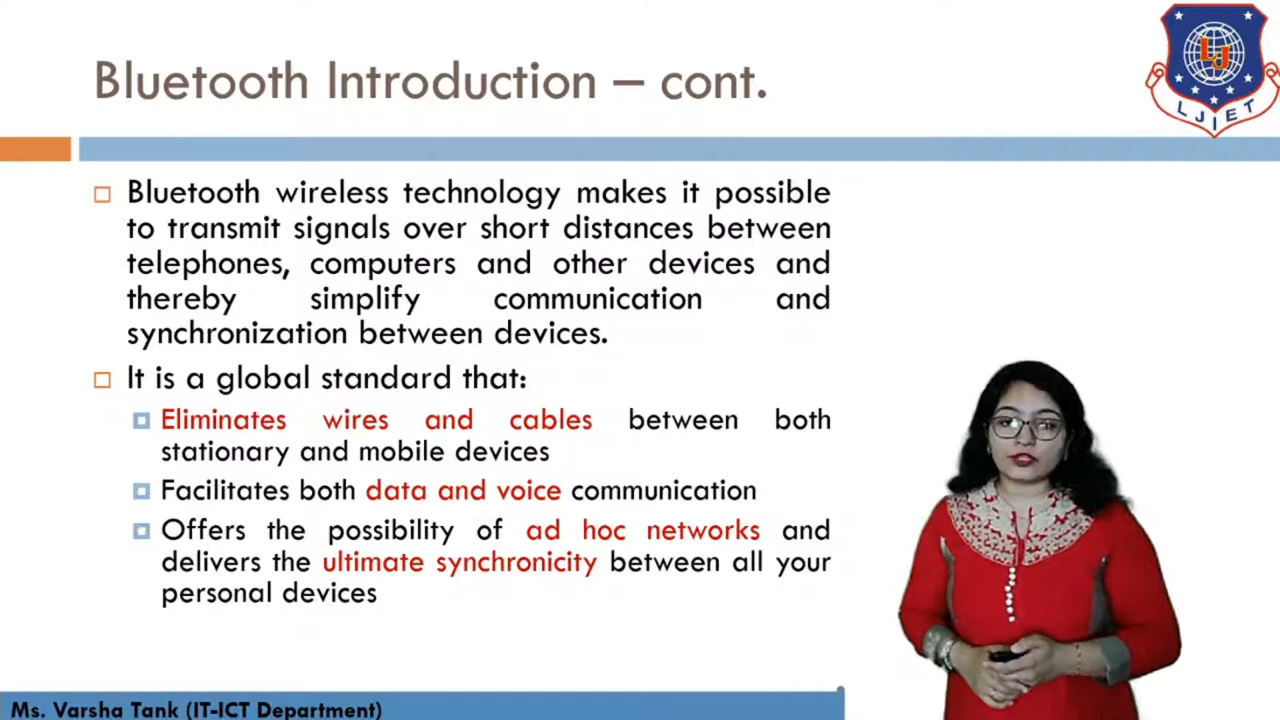 Bluetooth Introduction – cont.
LJIET
LJ
Bluetooth wireless technology makes it possible
to transmit signals over short distances between
telephones, computers and other devices and
thereby simplify communication and
synchronization between devices.
It is a global standard that:
Eliminates wires and cables between both
stationary and mobile devices
Facilitates both data and voice communication
Offers the possibility of ad hoc networks and
delivers the ultimate synchronicity between all your
personal devices
Ms. Varsha Tank (IT-ICT Department)